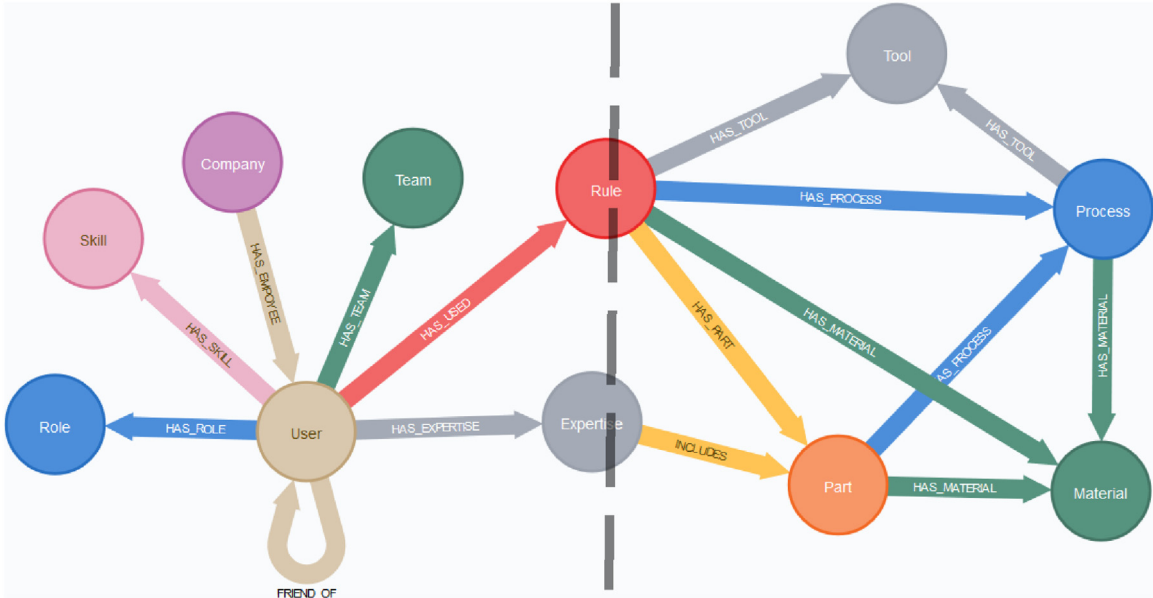 Tool
HAS_TOOL
HAS_TOOL
Company
Team
Rule
HAS_PROCESS
Process
Skill
HAS_EMPOYEE
HAS_TEAM
HAS_USED
HAS_SKILL
HAS_PART
HAS_MATERIAL
AS_PROCESS
HAS_MATERIAL
Role
HAS_ROLE
User
HAS_EXPERTISE
Expertise
INCLUDES
Part
HAS_MATERIAL
Material
FRIEND_OF